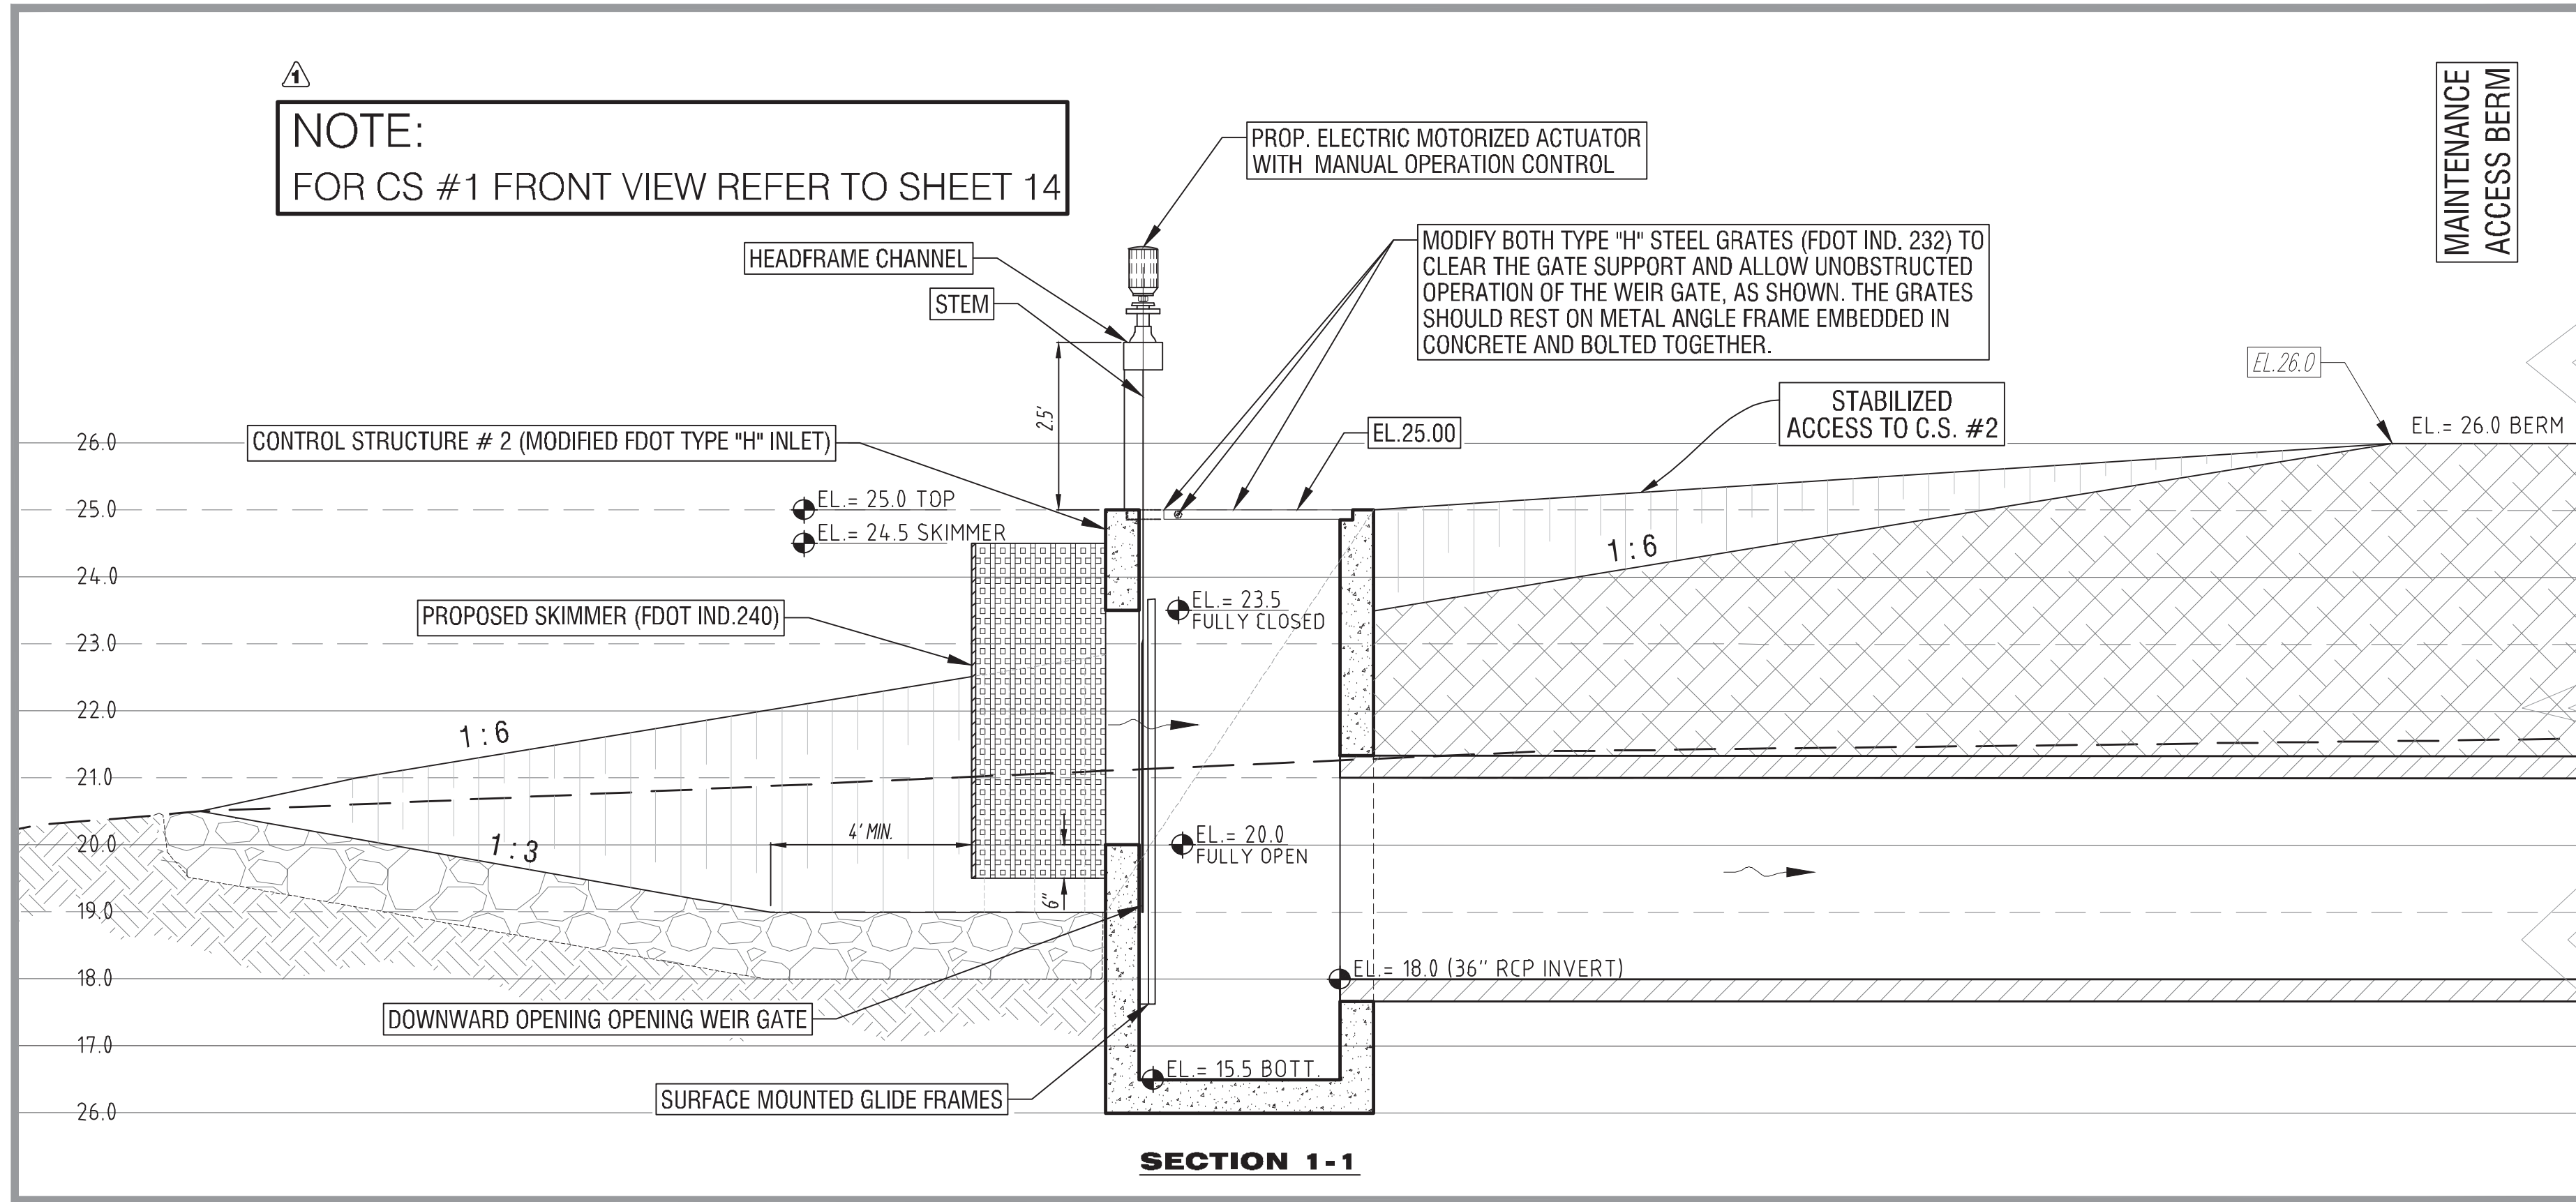 1
NOTE:
FOR CS #1 FRONT VIEW REFER TO SHEET 14
MAINTENANCE
ACCESS BERM
PROP. ELECTRIC MOTORIZED ACTUATOR
WITH MANUAL OPERATION CONTROL
HEADFRAME CHANNEL
STEM
MODIFY BOTH TYPE "H" STEEL GRATES (FDOT IND. 232) TO
CLEAR THE GATE SUPPORT AND ALLOW UNOBSTRUCTED
OPERATION OF THE WEIR GATE, AS SHOWN. THE GRATES
SHOULD REST ON METAL ANGLE FRAME EMBEDDED IN
CONCRETE AND BOLTED TOGETHER.
EL.26.0
STABILIZED
ACCESS TO C.S. #2
2.5'
EL.25.00
EL.= 26.0 BERM
26.0
CONTROL STRUCTURE # 2 (MODIFIED FDOT TYPE "H" INLET)
EL.= 25.0 TOP
25.0
EL.= 24.5 SKIMMER
1 : 6
24.0
EL.= 23.5
FULLY CLOSED
PROPOSED SKIMMER (FDOT IND.240)
23.0
22.0
1 : 6
21.0
20.0
1 : 3
4' MIN.
EL.= 20.0
FULLY OPEN
6"
19.0
18.0
EL.= 18.0 (36" RCP INVERT)
DOWNWARD OPENING OPENING WEIR GATE
17.0
EL.= 15.5 BOTT.
SURFACE MOUNTED GLIDE FRAMES
26.0
SECTION 1-1